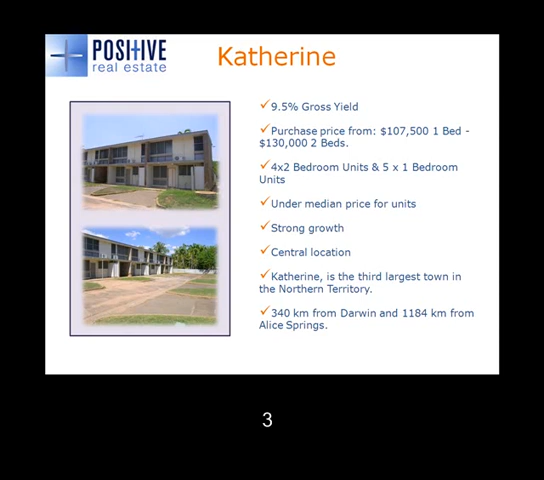 POSITIVE
real estate
Katherine
9.5% Gross Yield
Purchase price from: $107,500 1 Bed -
$130,000 2 Beds.
4x2 Bedroom Units & 5 x 1 Bedroom
Units
Under median price for units
Strong growth
Central location
Katherine, is the third largest town in
the Northern Territory.
340 km from Darwin and 1184 km from
Alice Springs.
3